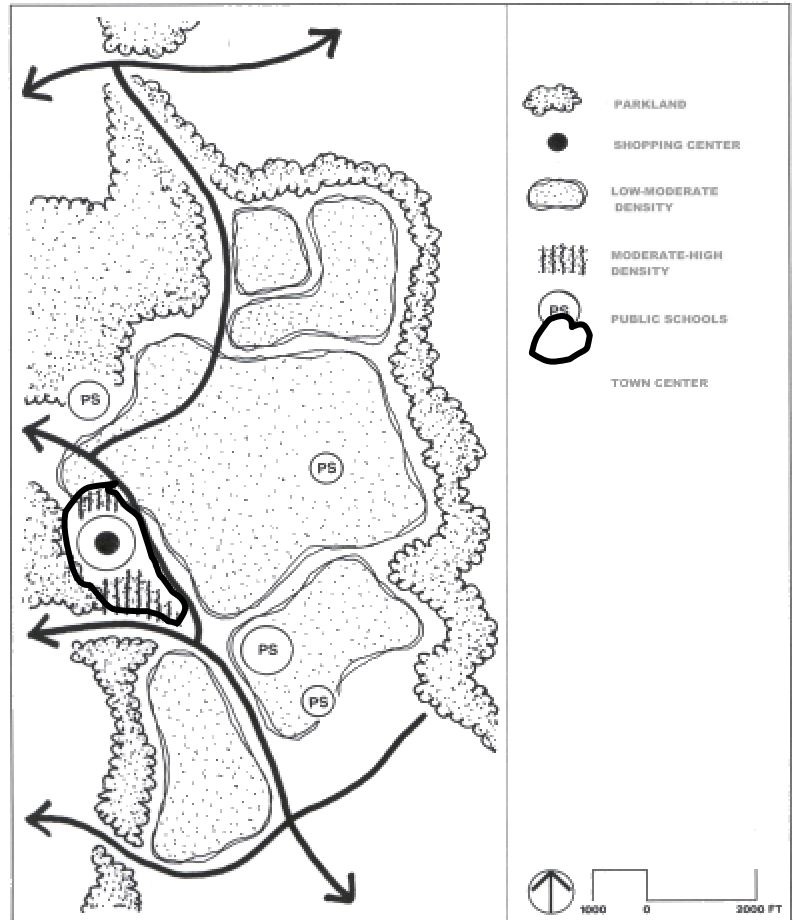 PARKLAND
SHOPPING CENTER
LOW-MODERATE
DENSITY
MODERATE-HIGH
DENSITY
PS
PUBLIC SCHOOLS
TOWN CENTER
PS
PS
PS
PS
1000 0 2000 FT